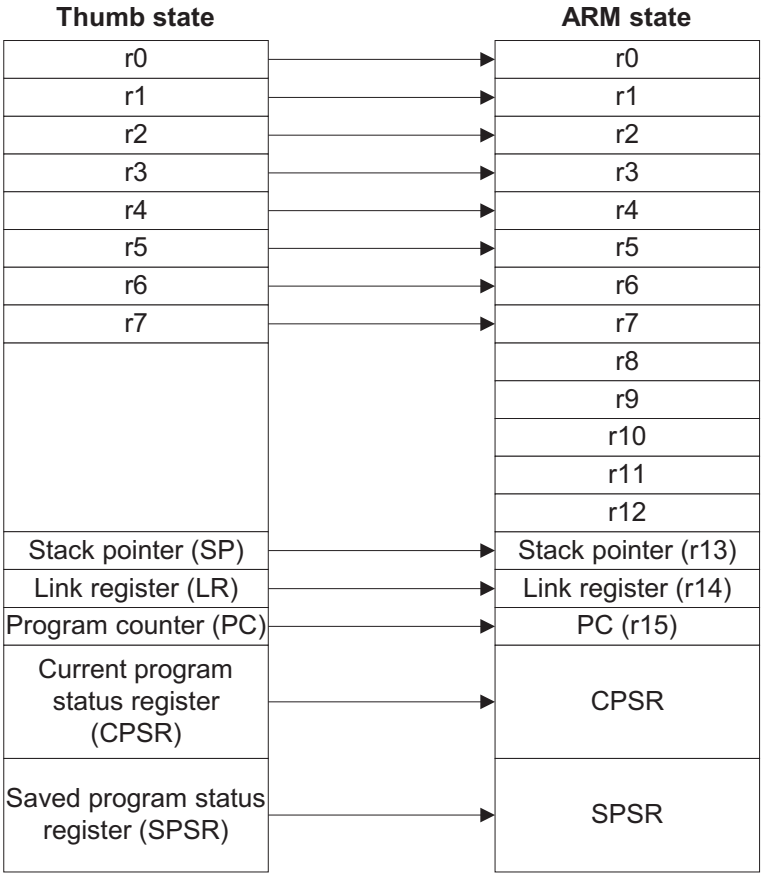 Thumb state
ARM state
r0
r0
r1
r1
r2
r2
r3
r3
r4
r4
r5
r5
r6
r6
r7
r7
r8
r9
r10
r11
r12
Stack pointer (SP)
Stack pointer (r13)
Link register (LR)
Link register (r14)
Program counter (PC)
PC (r15)
Current program
status register
(CPSR)
CPSR
Saved program status
register (SPSR)
SPSR